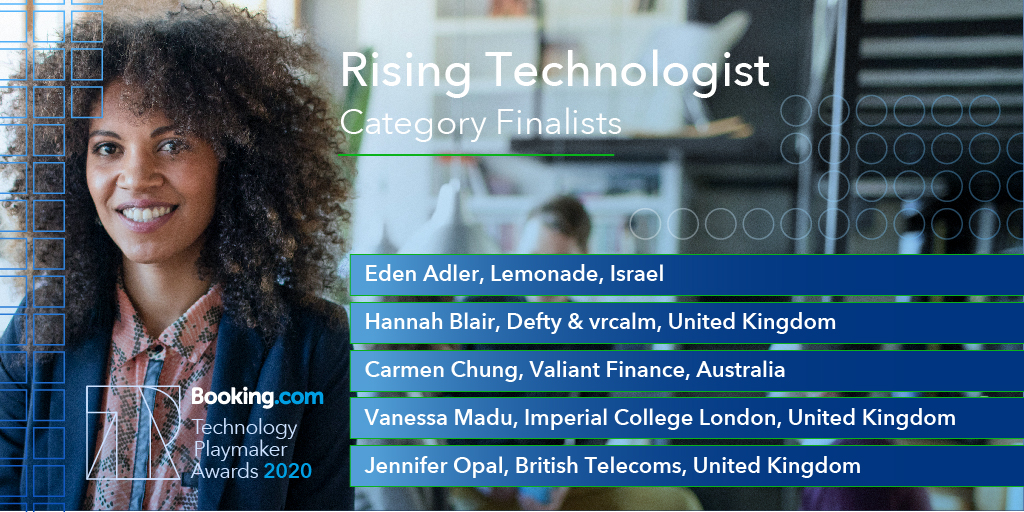 Rising Technologist
Category Finalists
Eden Adler, Lemonade, Israel
Hannah Blair, Defty & vrcalm, United Kingdom
Carmen Chung, Valiant Finance, Australia
Vanessa Madu, Imperial College London, United Kingdom
Jennifer Opal, British Telecoms, United Kingdom
Booking.com
Technology
Playmaker
Awards 2020